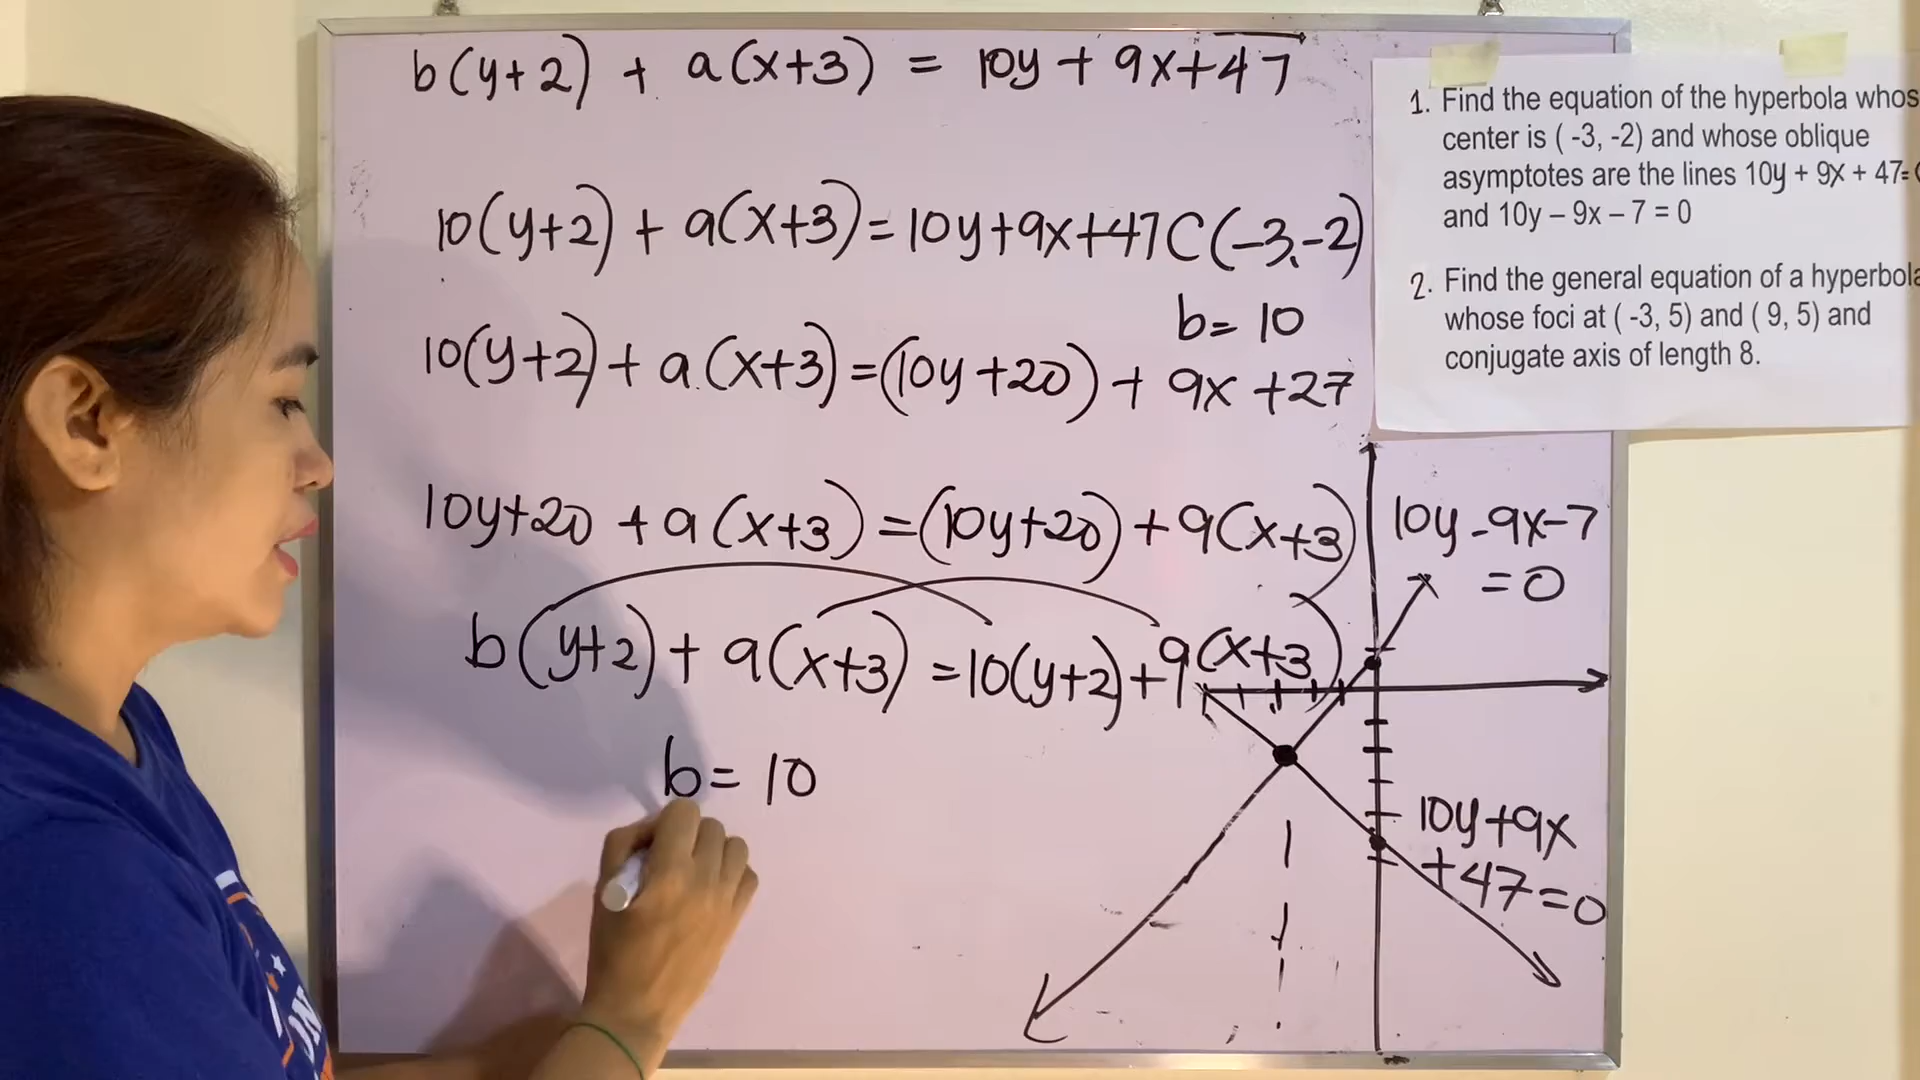 b(y+2) + a(x+3) = 10y + 9x+47
10(y+2) + a(x+3) = 10y+9x+47 C(-3,-2)
b= 10
10(y+2) + a(x+3) = (10y+20) + 9x +27
10y+20 + a(x+3) = (10y+20) + 9(x+3)
b(y+2) + a(x+3) = 10(y+2) + 9(x+3)
b= 10
1. Find the equation of the hyperbola whos
center is ( -3, -2) and whose oblique
asymptotes are the lines 10y + 9x + 47=
and 10y – 9x – 7 = 0
2. Find the general equation of a hyperbola
whose foci at ( -3, 5) and ( 9, 5) and
conjugate axis of length 8.
10y -9x-7
=0
10y+9x
+47=0